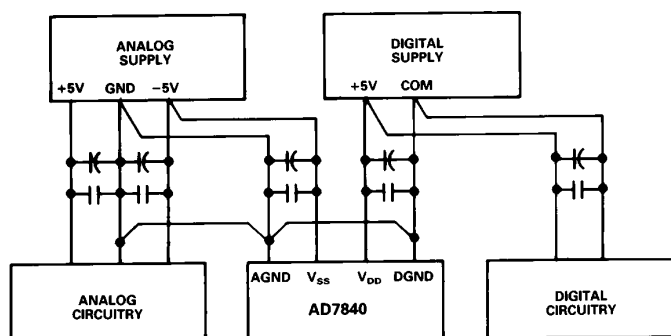 ANALOG
SUPPLY
+5V GND −5V
DIGITAL
SUPPLY
+5V COM
AGND VSS VDD DGND
AD7840
ANALOG
CIRCUITRY
DIGITAL
CIRCUITRY